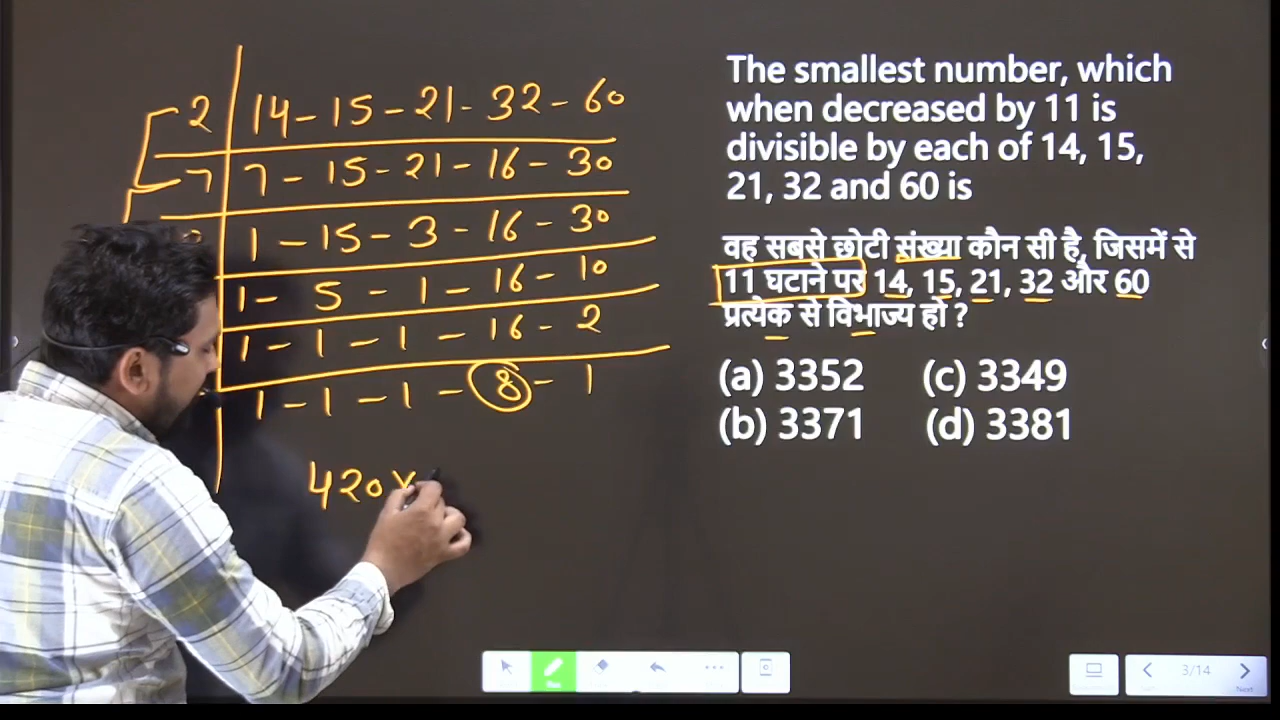 2 14 - 15 - 21 - 32 - 60
7 7 - 15 - 21 - 16 - 30
1 - 15 - 3 - 16 - 30
1 - 5 - 1 - 16 - 10
1 - 1 - 1 - 16 - 2
1 - 1 - 1 - 8 - 1
420 ×
The smallest number, which
when decreased by 11 is
divisible by each of 14, 15,
21, 32 and 60 is
वह सबसे छोटी संख्या कौन सी है, जिसमें से
11 घटाने पर 14, 15, 21, 32 और 60
प्रत्येक से विभाज्य हो ?
(a) 3352 (c) 3349
(b) 3371 (d) 3381
3/14
Next